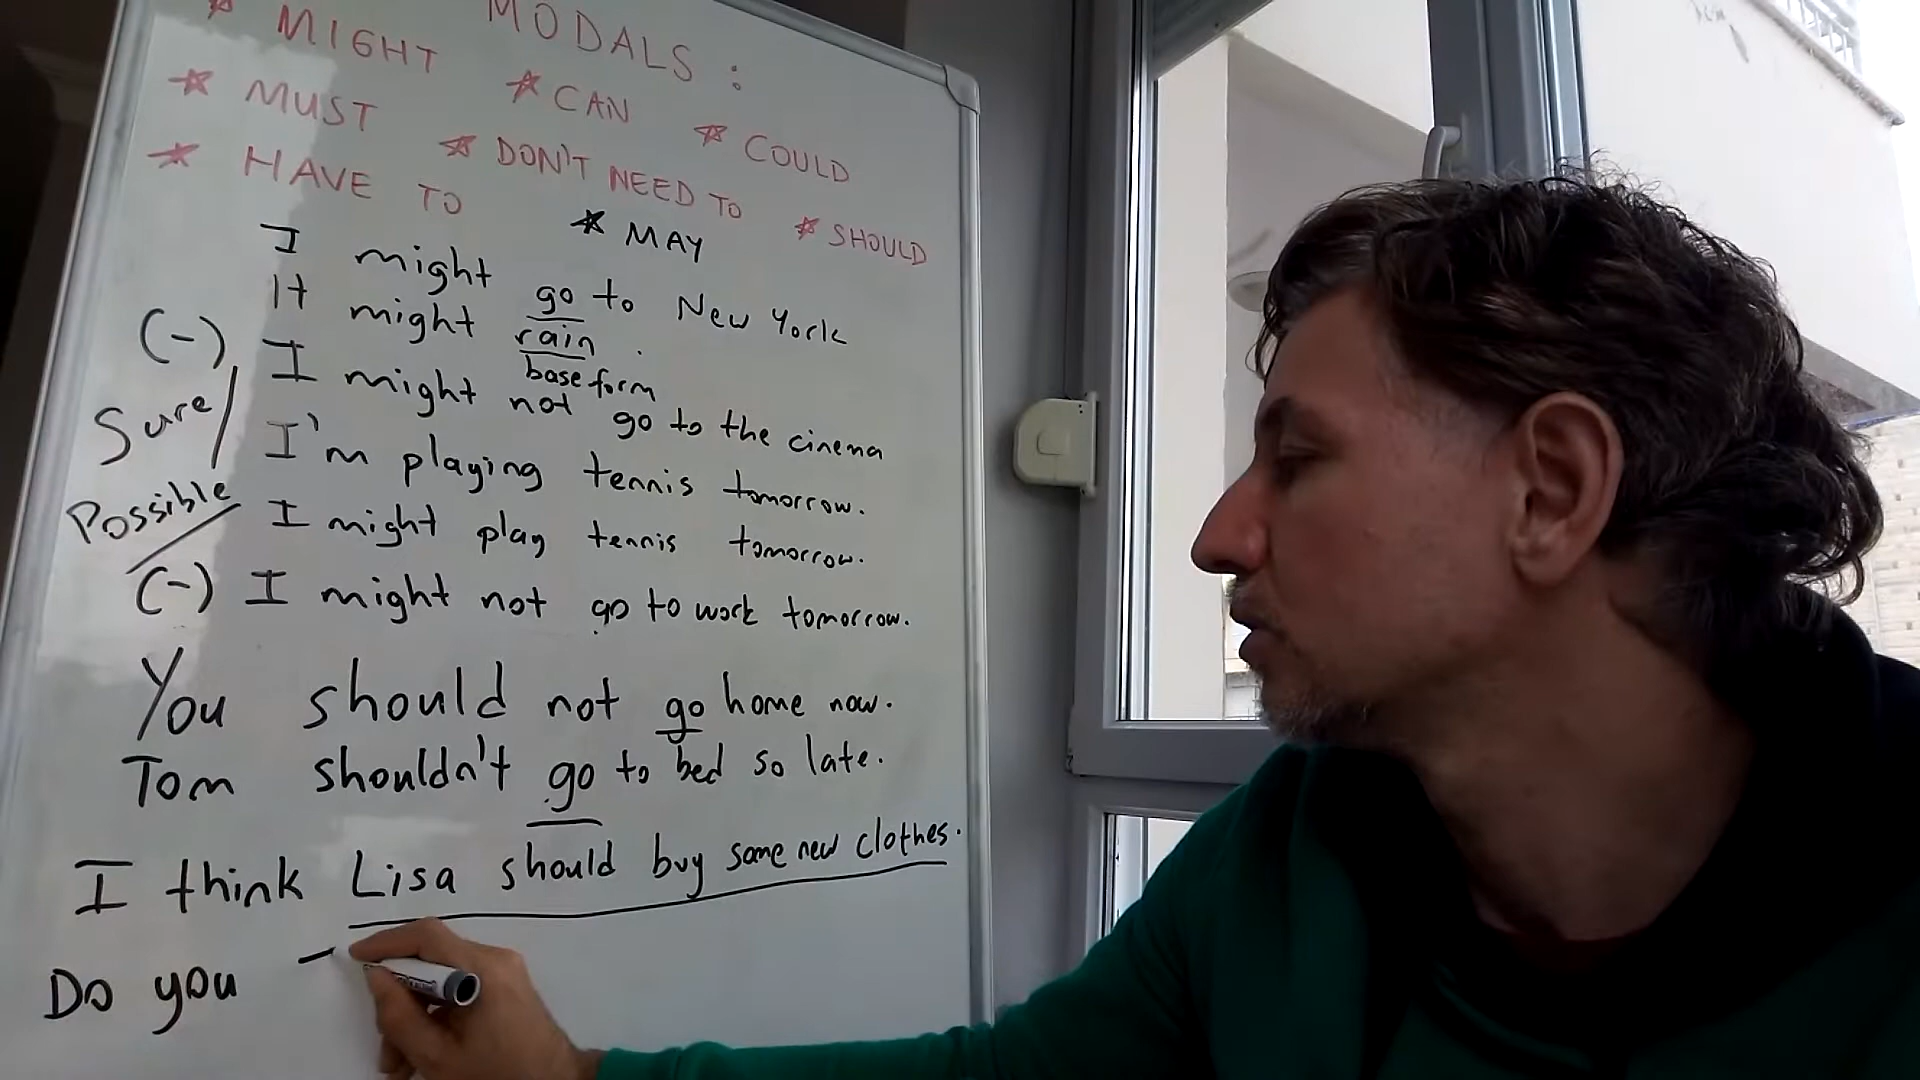 MODALS:
* MIGHT
* MUST * CAN * COULD
* HAVE TO * DON'T NEED TO * SHOULD
* MAY
I might go to New York
It might rain.
base form
(-) I might not go to the cinema
Sure / I'm playing tennis tomorrow.
Possible / I might play tennis tomorrow.
(-) I might not go to work tomorrow.
You should not go home now.
Tom shouldn't go to bed so late.
I think Lisa should buy some new clothes.
Do you